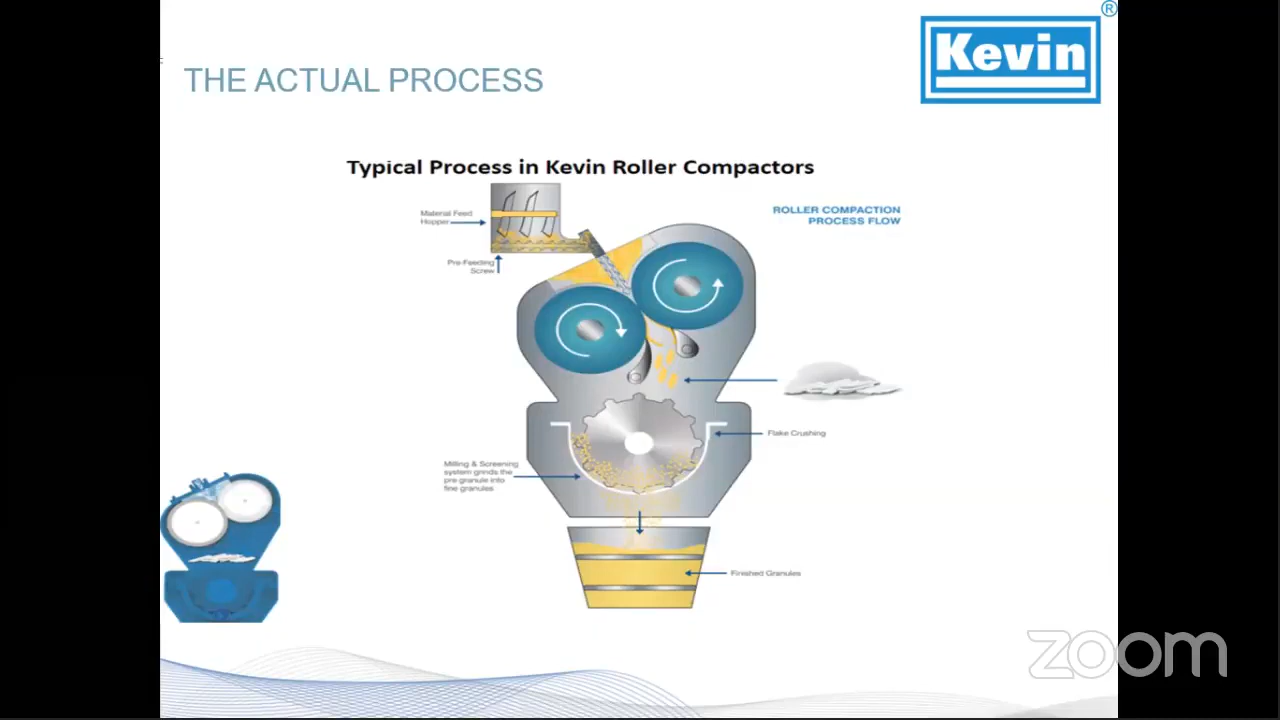 ®
Kevin
THE ACTUAL PROCESS
Typical Process in Kevin Roller Compactors
ROLLER COMPACTION
PROCESS FLOW
Material Feed
Hopper
Pre-Feeding
Screw
Flake Crushing
Milling & Screening
system grinds the
pre granule into
fine granules
Finished Granules
zoom